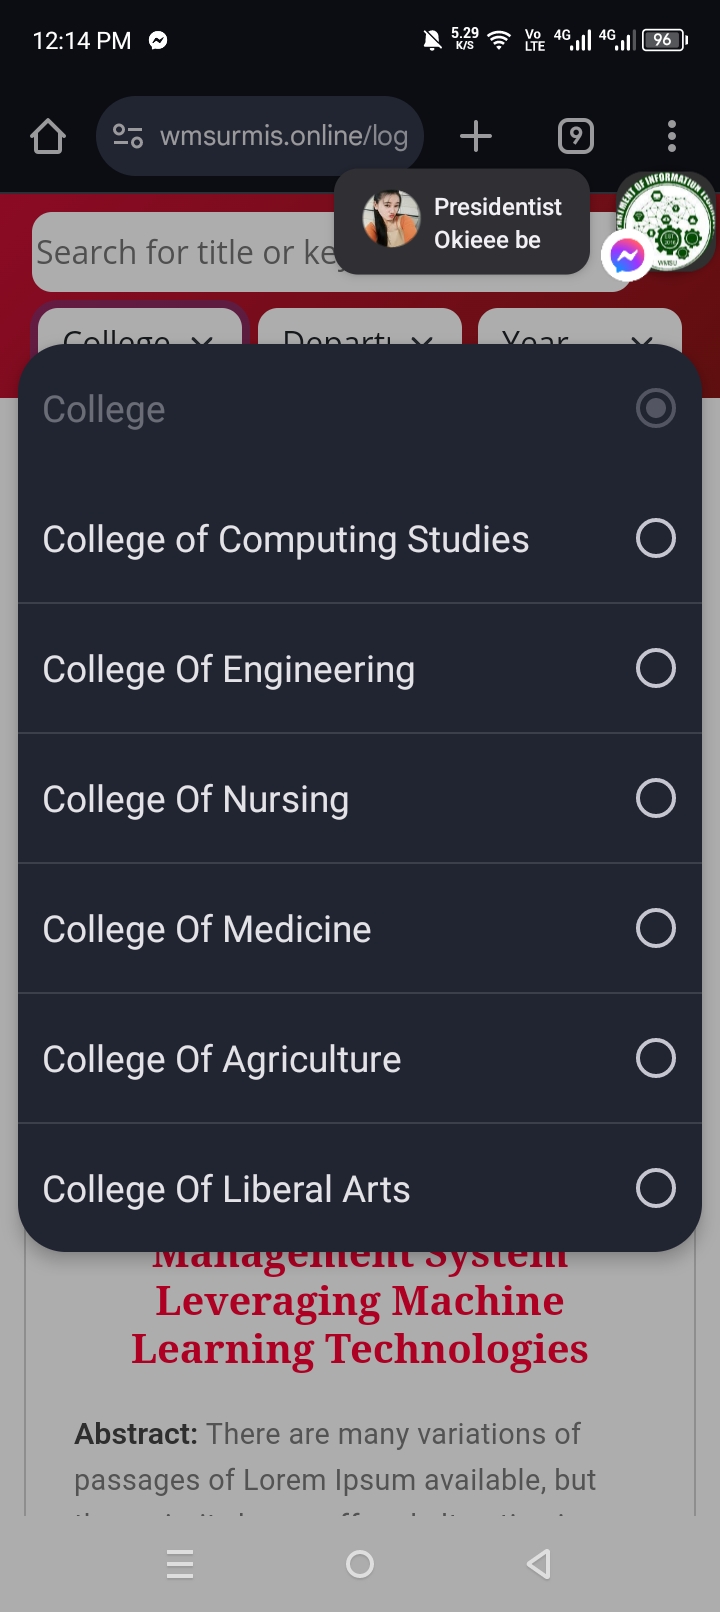 12:14 PM
5.29
K/S
Vo
LTE
4G
4G
96
wmsurmis.online/log
9
Presidentist
Okieee be
Search for title or
College
Year
College
College of Computing Studies
College Of Engineering
College Of Nursing
College Of Medicine
College Of Agriculture
College Of Liberal Arts
Management System
Leveraging Machine
Learning Technologies
Abstract: There are many variations of
passages of Lorem Ipsum available, but